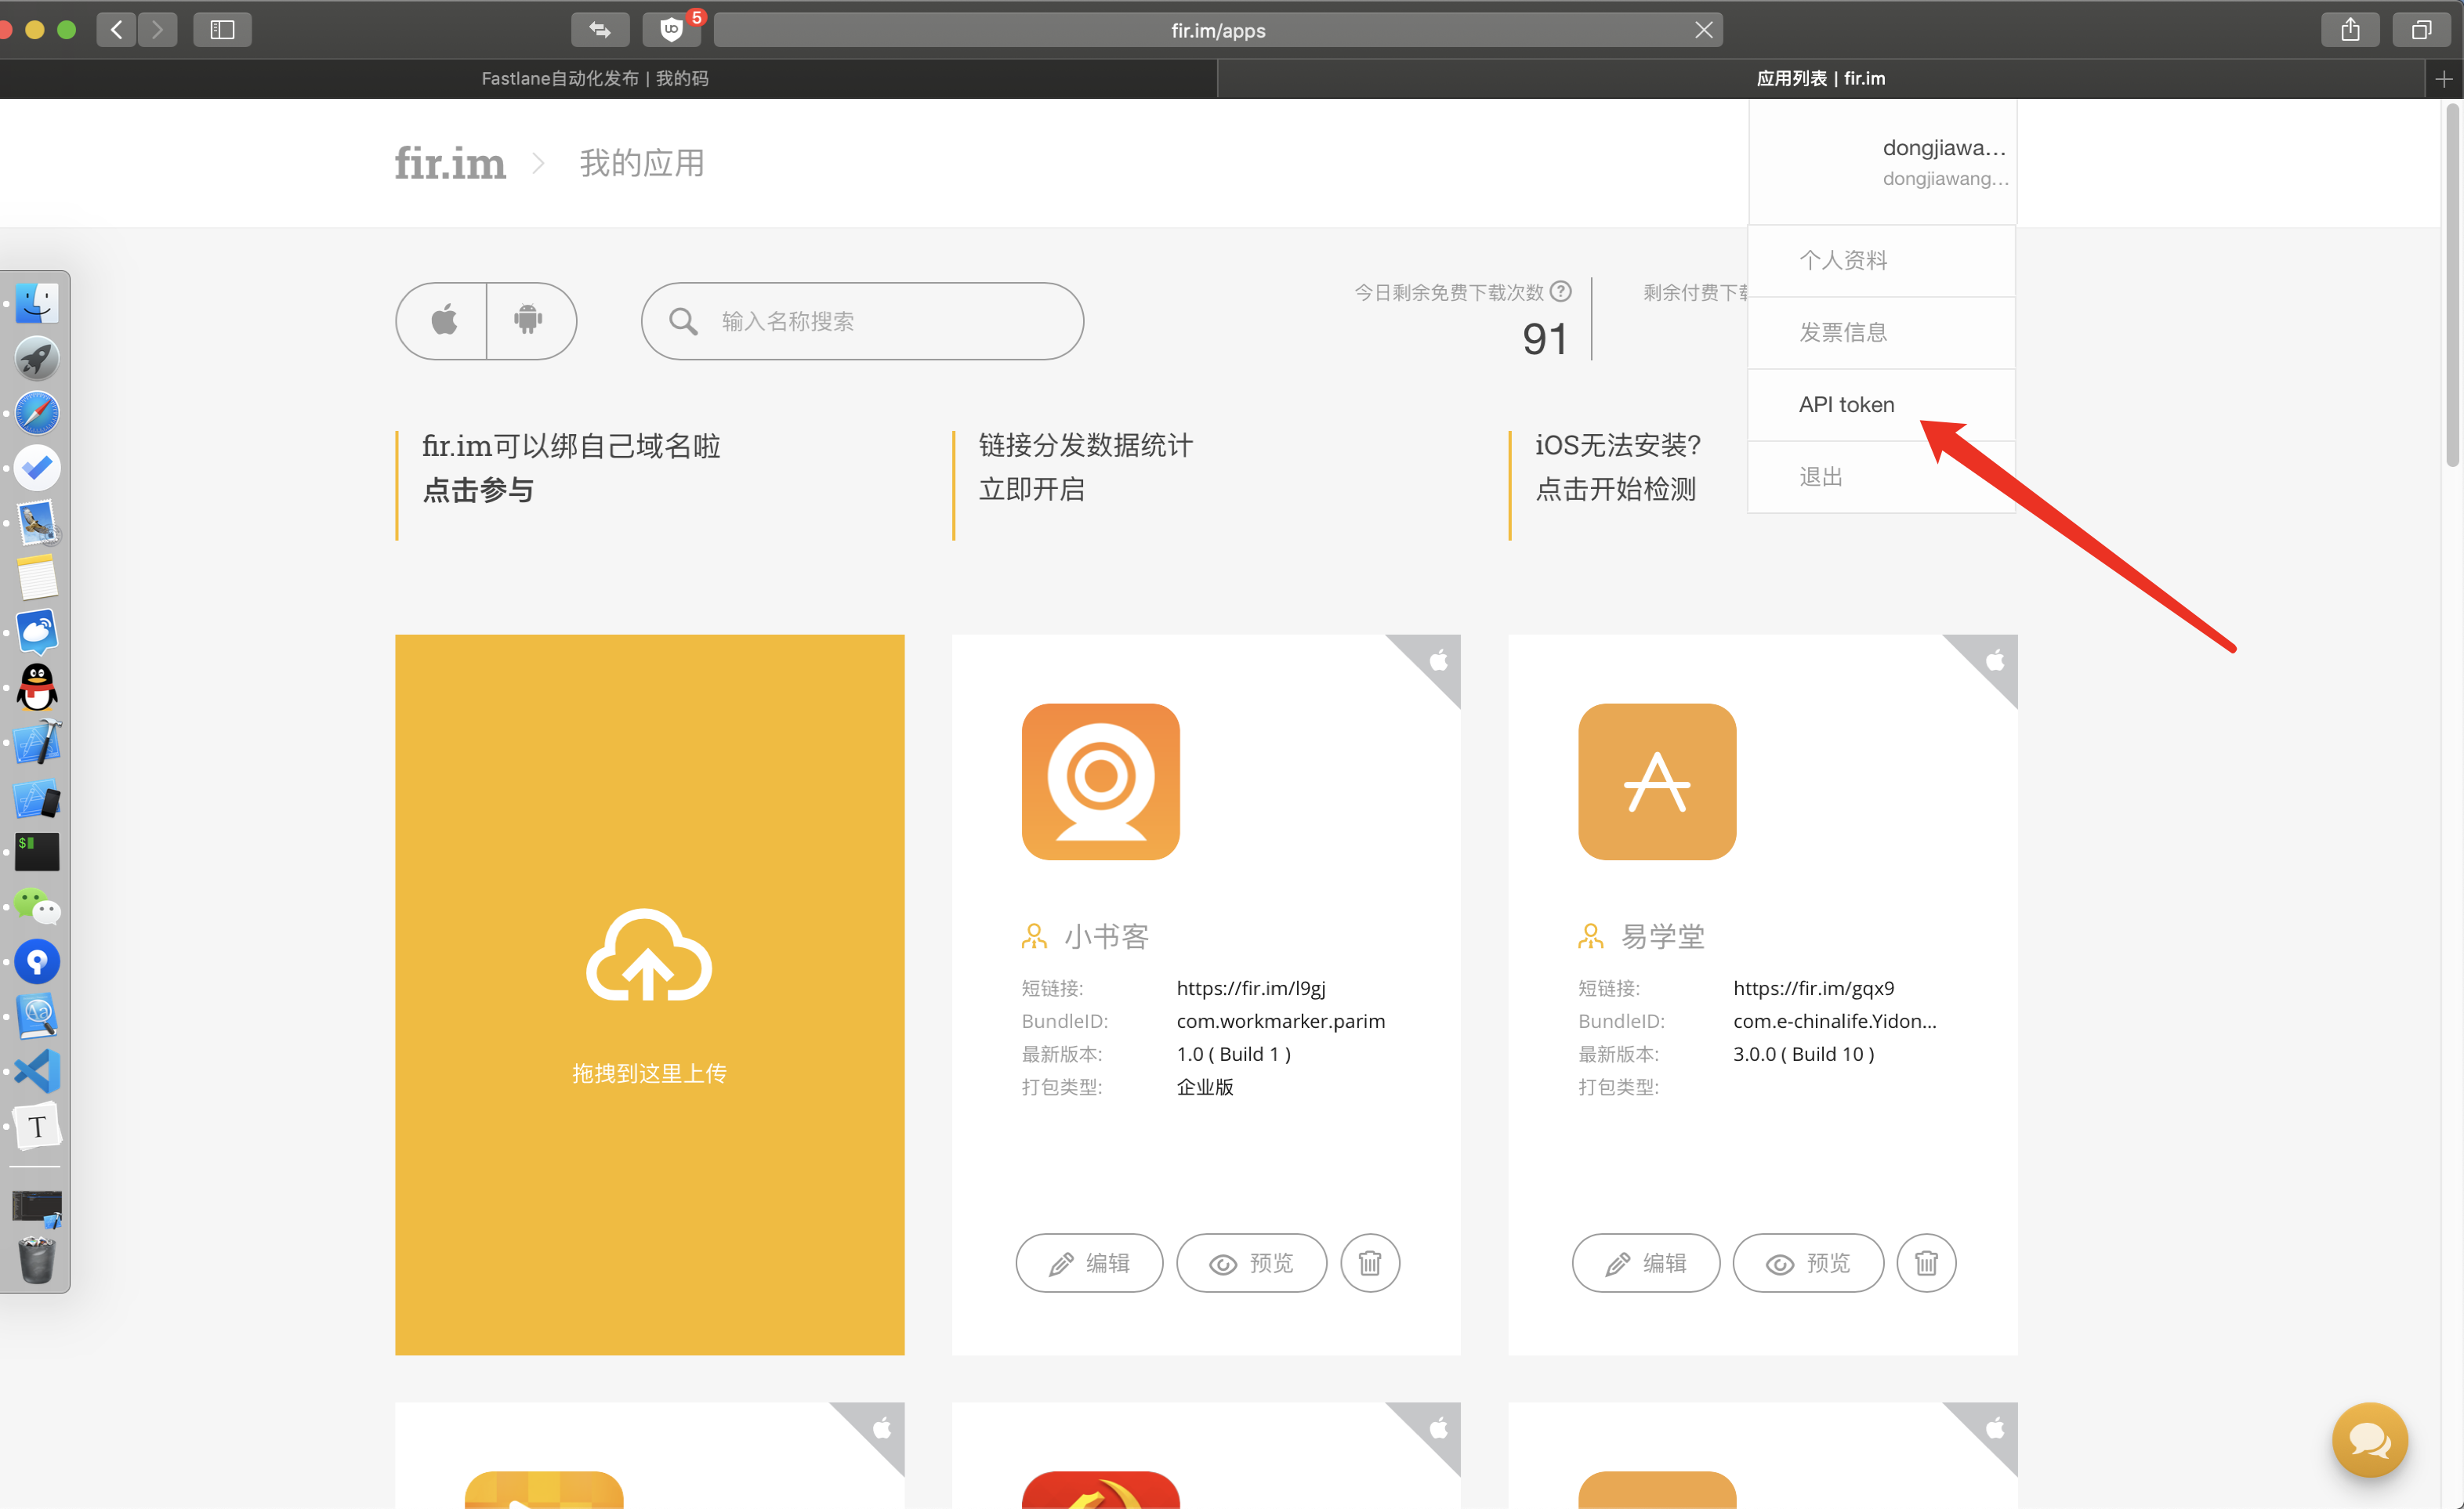 5
fir.im/apps
Fastlane自动化发布 | 我的码
应用列表 | fir.im
fir.im
我的应用
dongjiawa...
dongjiawang...
个人资料
发票信息
API token
退出
输入名称搜索
今日剩余免费下载次数
91
剩余付费下
fir.im可以绑自己域名啦
点击参与
链接分发数据统计
立即开启
iOS无法安装?
点击开始检测
拖拽到这里上传
小书客
短链接: https://fir.im/l9gj
BundleID: com.workmarker.parim
最新版本: 1.0 ( Build 1 )
打包类型: 企业版
编辑
预览
易学堂
短链接: https://fir.im/gqx9
BundleID: com.e-chinalife.Yidon...
最新版本: 3.0.0 ( Build 10 )
打包类型:
编辑
预览